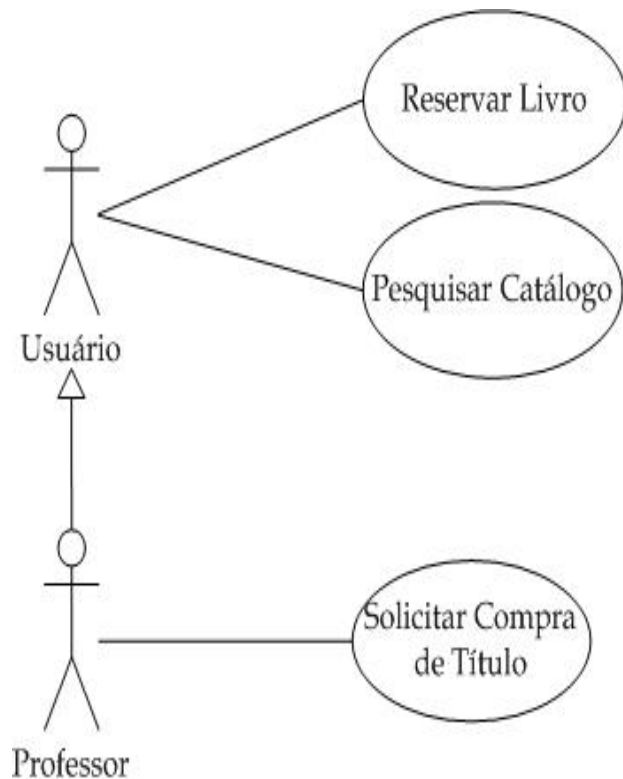 Reservar Livro
Pesquisar Catálogo
Usuário
Solicitar Compra
de Título
Professor